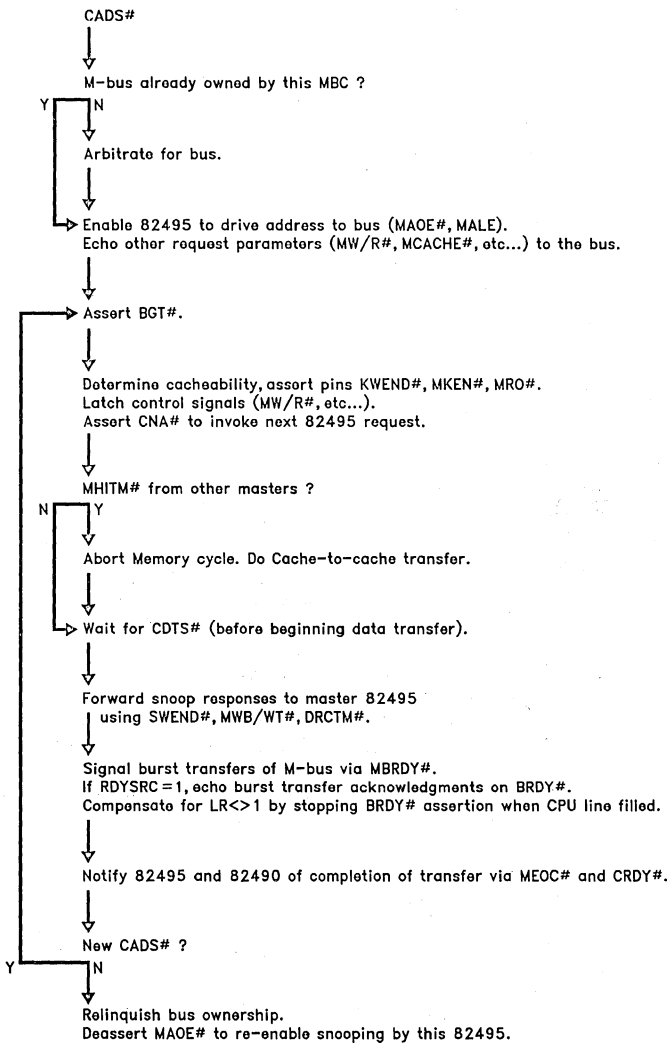 CADS#
M-bus already owned by this MBC ?
Y N
Arbitrate for bus.
Enable 82495 to drive address to bus (MAOE#, MALE).
Echo other request parameters (MW/R#, MCACHE#, etc...) to the bus.
Assert BGT#.
Determine cacheability, assert pins KWEND#, MKEN#, MRO#.
Latch control signals (MW/R#, etc...).
Assert CNA# to invoke next 82495 request.
MHITM# from other masters ?
N Y
Abort Memory cycle. Do Cache-to-cache transfer.
Wait for CDTS# (before beginning data transfer).
Forward snoop responses to master 82495
using SWEND#, MWB/WT#, DRCTM#.
Signal burst transfers of M-bus via MBRDY#.
If RDYSRC=1, echo burst transfer acknowledgments on BRDY#.
Compensate for LR<>1 by stopping BRDY# assertion when CPU line filled.
Notify 82495 and 82490 of completion of transfer via MEOC# and CRDY#.
New CADS# ?
Y N
Relinquish bus ownership.
Deassert MAOE# to re-enable snooping by this 82495.